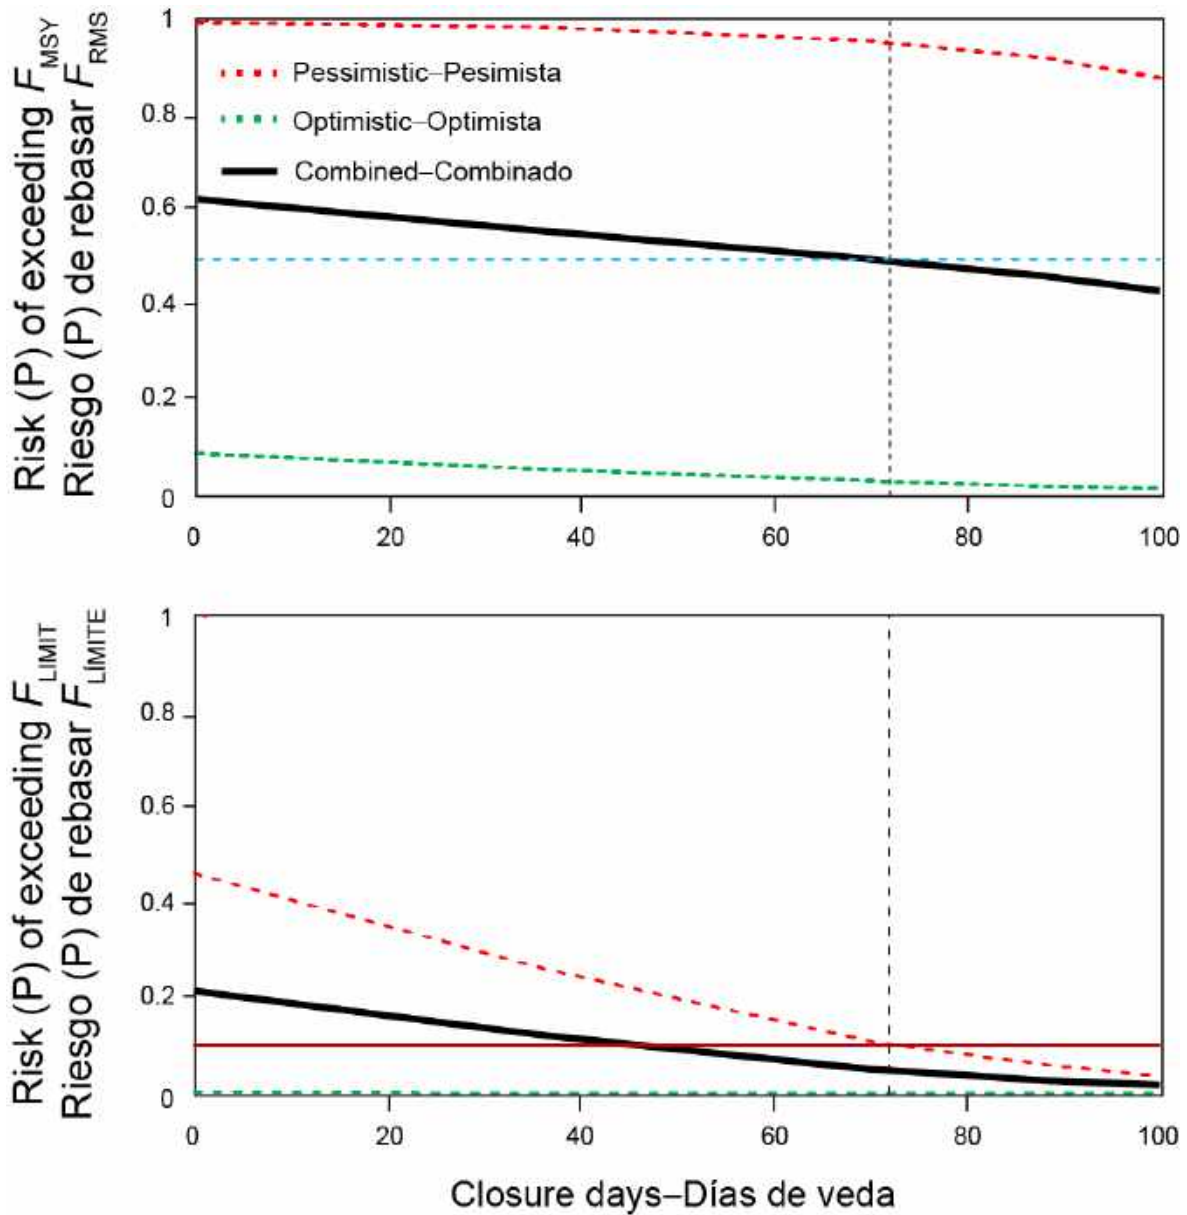 Risk (P) of exceeding F_MSY
Riesgo (P) de rebasar F_RMS
1
0.8
0.6
0.4
0.2
0
Pessimistic–Pesimista
Optimistic–Optimista
Combined–Combinado
0 20 40 60 80 100
Risk (P) of exceeding F_LIMIT
Riesgo (P) de rebasar F_LÍMITE
1
0.8
0.6
0.4
0.2
0
0 20 40 60 80 100
Closure days–Días de veda